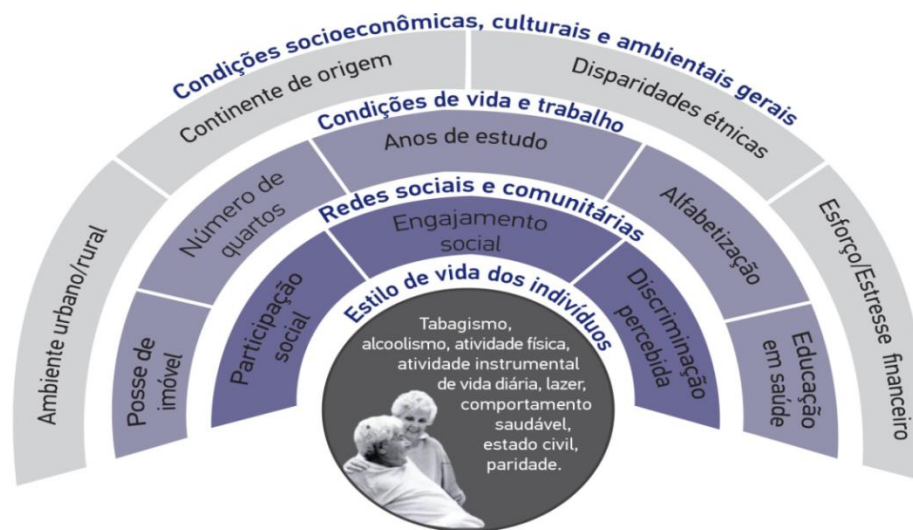 Condições socioeconômicas, culturais e ambientais gerais
Ambiente urbano/rural
Continente de origem
Disparidades étnicas
Esforço/Estresse financeiro
Condições de vida e trabalho
Posse de
imóvel
Número de
quartos
Anos de estudo
Alfabetização
Educação
em saúde
Redes sociais e comunitárias
Participação
social
Engajamento
social
Discriminação
percebida
Estilo de vida dos indivíduos
Tabagismo,
alcoolismo, atividade física,
atividade instrumental
de vida diária, lazer,
comportamento
saudável,
estado civil,
paridade.